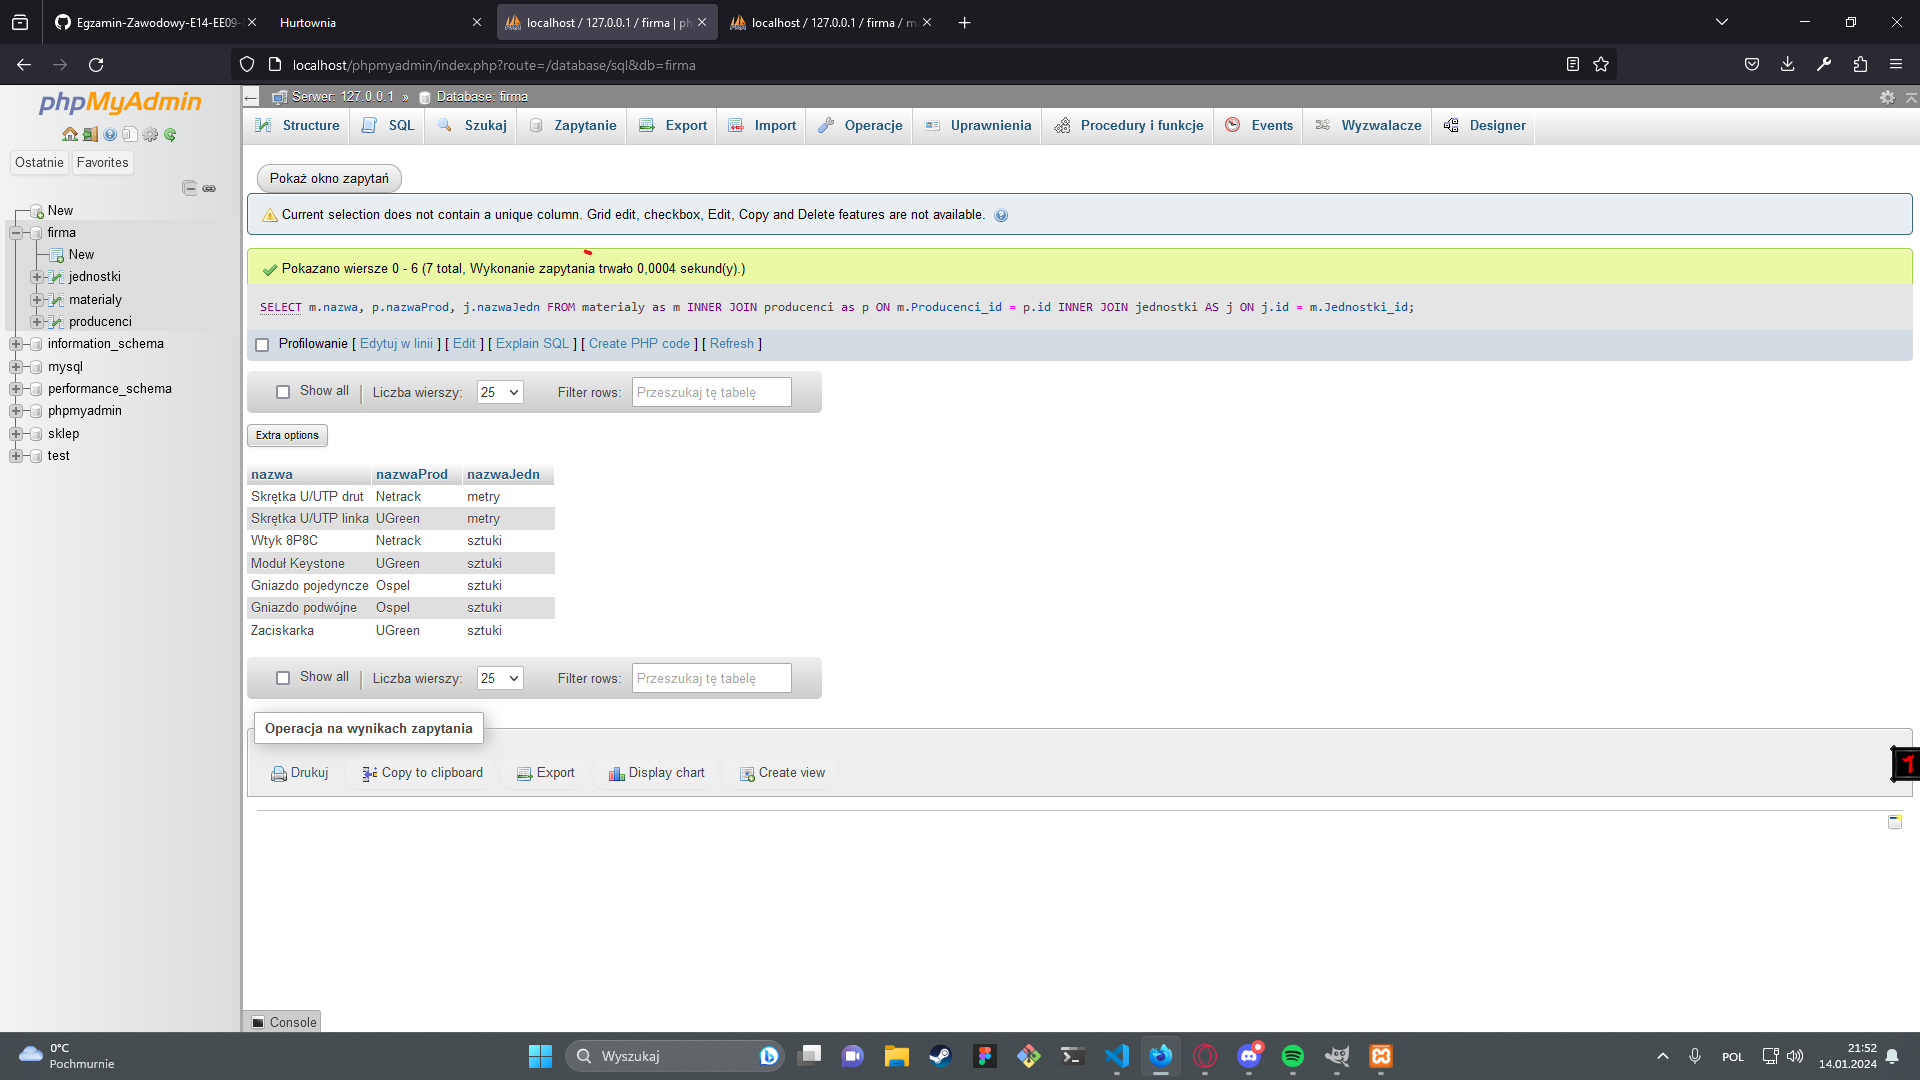 Egzamin-Zawodowy-E14-EE09-
Hurtownia
localhost / 127.0.0.1 / firma | ph
localhost / 127.0.0.1 / firma / m
localhost/phpmyadmin/index.php?route=/database/sql&db=firma
phpMyAdmin
Ostatnie
Favorites
New
firma
New
jednostki
materialy
producenci
information_schema
mysql
performance_schema
phpmyadmin
sklep
test
Serwer: 127.0.0.1 » Database: firma
Structure
SQL
Szukaj
Zapytanie
Export
Import
Operacje
Uprawnienia
Procedury i funkcje
Events
Wyzwalacze
Designer
Pokaż okno zapytań
Current selection does not contain a unique column. Grid edit, checkbox, Edit, Copy and Delete features are not available.
Pokazano wiersze 0 - 6 (7 total, Wykonanie zapytania trwało 0,0004 sekund(y).)
SELECT m.nazwa, p.nazwaProd, j.nazwaJedn FROM materialy as m INNER JOIN producenci as p ON m.Producenci_id = p.id INNER JOIN jednostki AS j ON j.id = m.Jednostki_id;
Profilowanie [ Edytuj w linii ] [ Edit ] [ Explain SQL ] [ Create PHP code ] [ Refresh ]
Show all | Liczba wierszy: 25 Filter rows: Przeszukaj tę tabelę
Extra options
nazwa nazwaProd nazwaJedn
Skrętka U/UTP drut Netrack metry
Skrętka U/UTP linka UGreen metry
Wtyk 8P8C Netrack sztuki
Moduł Keystone UGreen sztuki
Gniazdo pojedyncze Ospel sztuki
Gniazdo podwójne Ospel sztuki
Zaciskarka UGreen sztuki
Show all | Liczba wierszy: 25 Filter rows: Przeszukaj tę tabelę
Operacja na wynikach zapytania
Drukuj
Copy to clipboard
Export
Display chart
Create view
Console
0°C
Pochmurnie
Wyszukaj
POL
21:52
14.01.2024